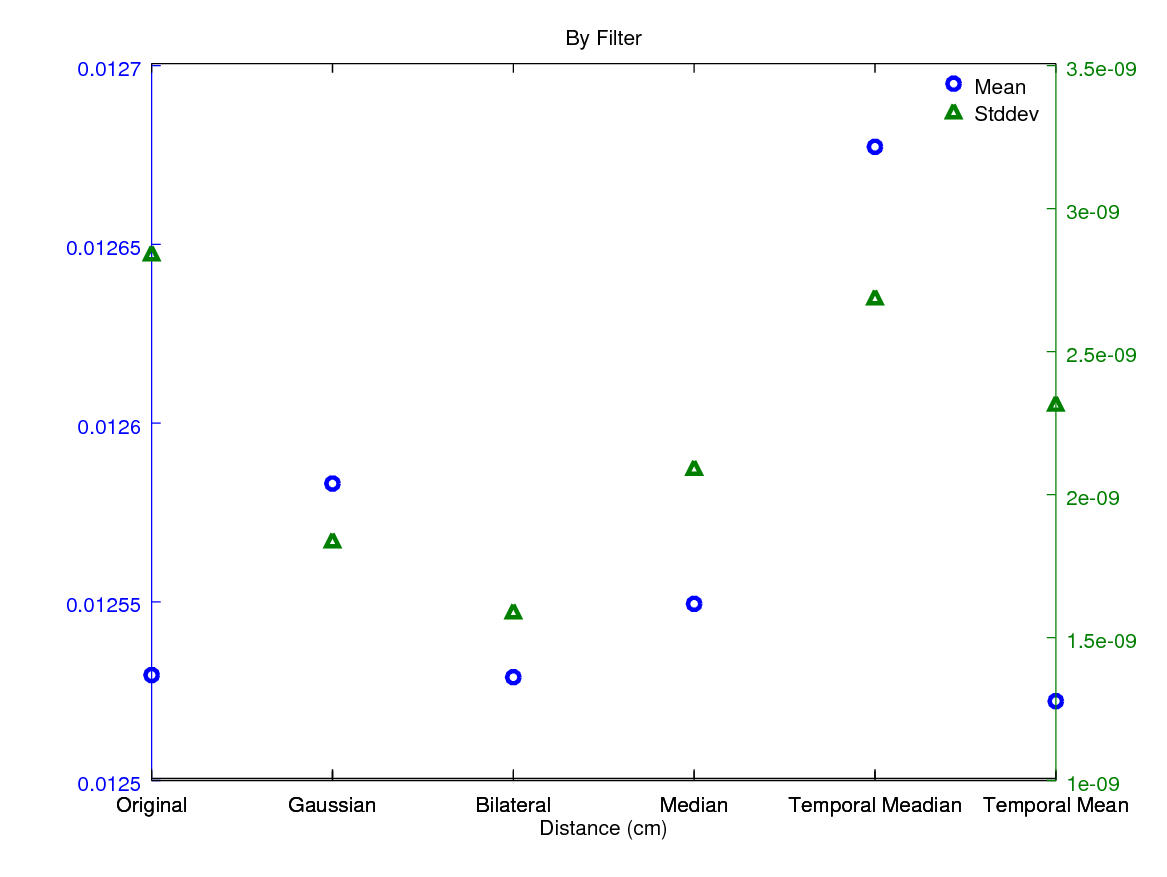 By Filter
0.0127
0.01265
0.0126
0.01255
0.0125
3.5e-09
3e-09
2.5e-09
2e-09
1.5e-09
1e-09
Mean
Stddev
Original Gaussian Bilateral Median Temporal Meadian Temporal Mean
Distance (cm)